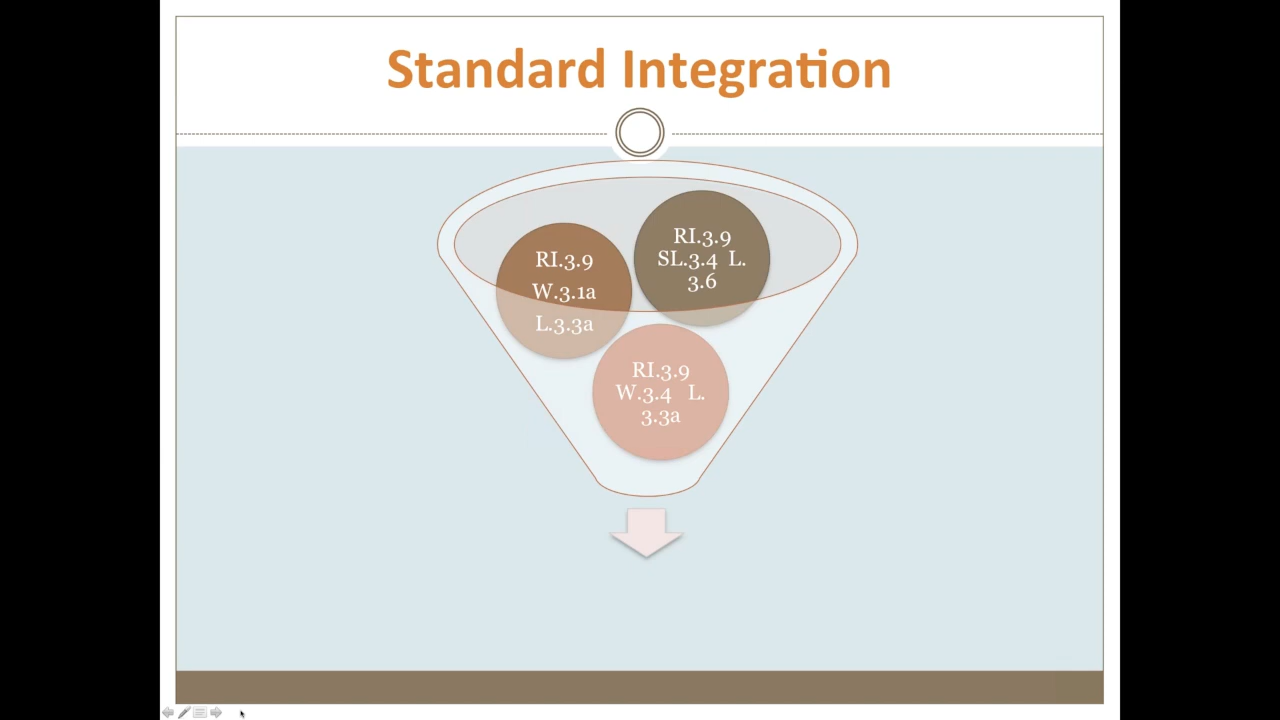 Standard Integration
RI.3.9
W.3.1a
L.3.3a
RI.3.9
SL.3.4 L.
3.6
RI.3.9
W.3.4 L.
3.3a